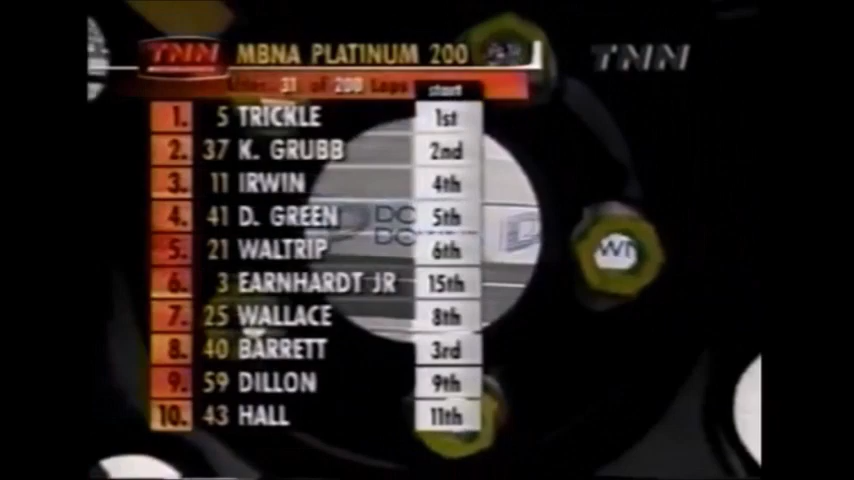 TNN MBNA PLATINUM 200
TNN
After 31 of 200 Laps
start
1. 5 TRICKLE 1st
2. 37 K. GRUBB 2nd
3. 11 IRWIN 4th
4. 41 D. GREEN 5th
5. 21 WALTRIP 6th
6. 3 EARNHARDT JR 15th
7. 25 WALLACE 8th
8. 40 BARRETT 3rd
9. 59 DILLON 9th
10. 43 HALL 11th